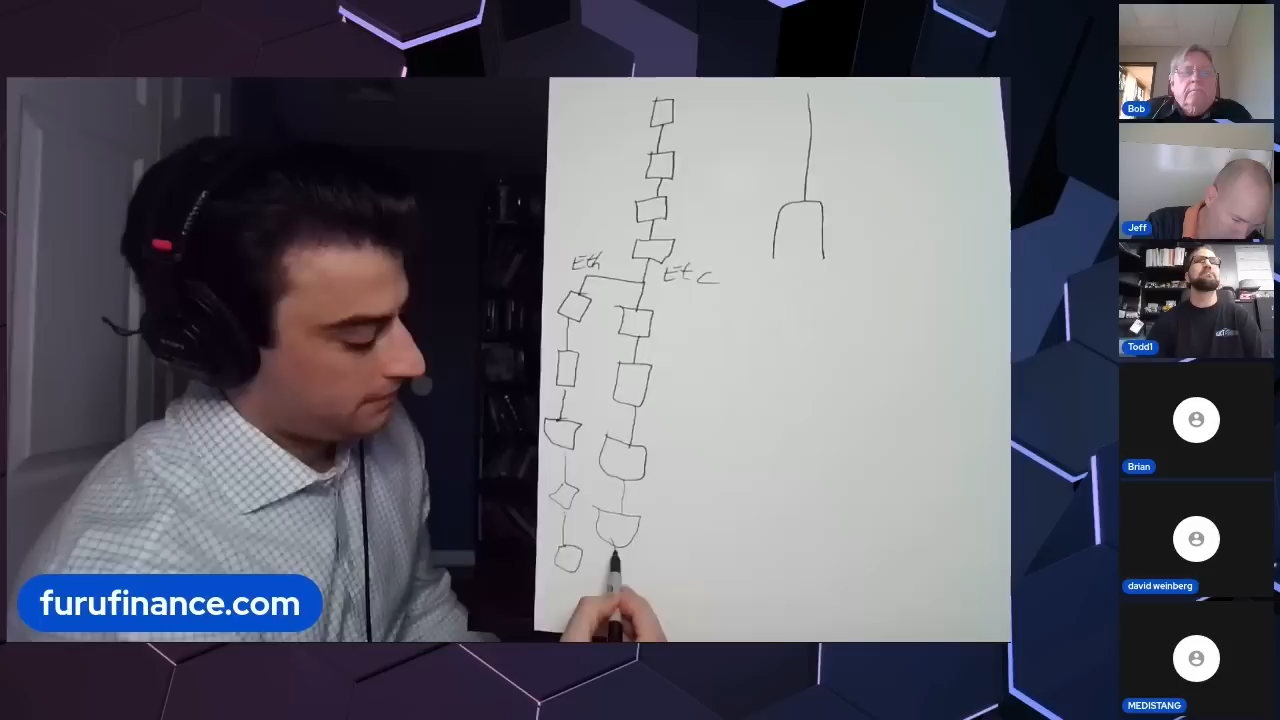 Eth
Etc
furufinance.com
Bob
Jeff
Todd1
Brian
david weinberg
MEDISTANG